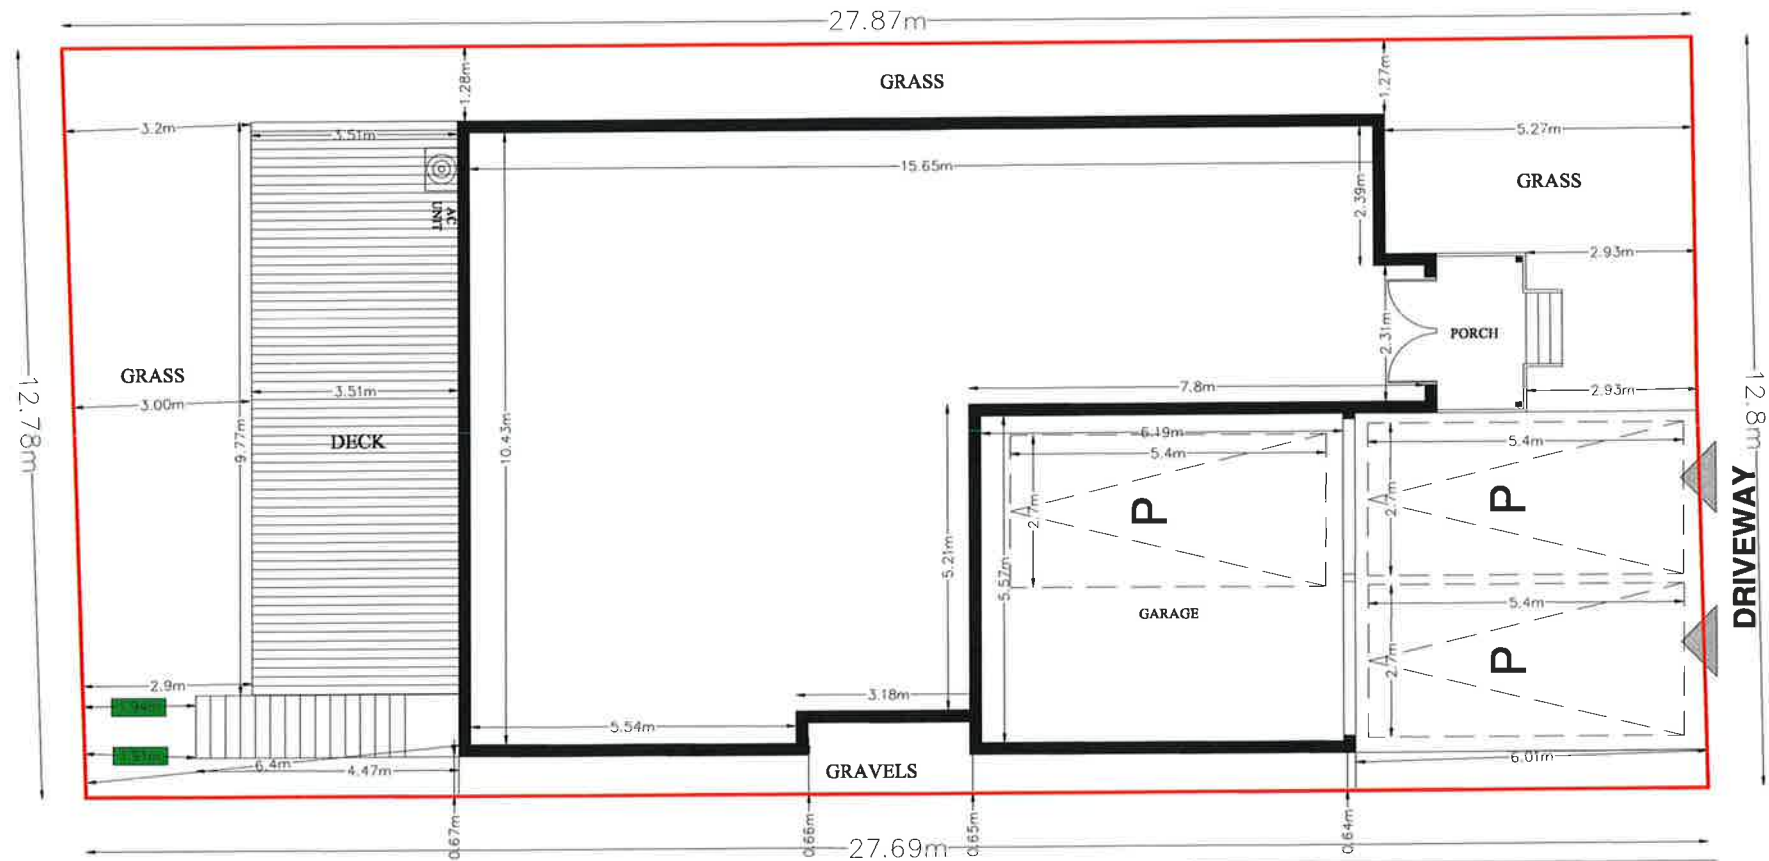 27.87m
GRASS
1.28m
1.27m
3.2m
3.51m
5.27m
15.65m
2.39m
GRASS
AC
UNIT
2.93m
2.31m
PORCH
GRASS
3.00m
3.51m
7.8m
2.93m
12.78m
12.8m
9.77m
DECK
10.43m
6.19m
5.4m
5.4m
2.7m
P
2.7m
P
DRIVEWAY
5.21m
5.57m
GARAGE
5.4m
2.7m
P
2.9m
3.18m
5.54m
6.4m
4.47m
GRAVELS
6.01m
0.67m
0.66m
0.65m
0.64m
27.69m